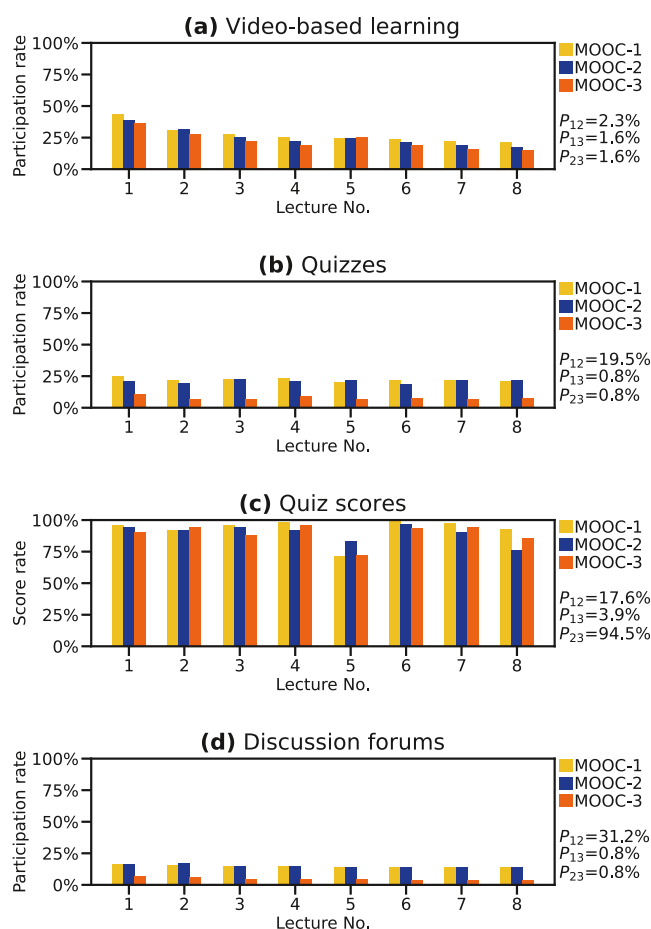 (a) Video-based learning
100%
75%
50%
25%
0%
Participation rate
1 2 3 4 5 6 7 8
Lecture No.
MOOC-1
MOOC-2
MOOC-3
P12=2.3%
P13=1.6%
P23=1.6%
(b) Quizzes
100%
75%
50%
25%
0%
Participation rate
1 2 3 4 5 6 7 8
Lecture No.
MOOC-1
MOOC-2
MOOC-3
P12=19.5%
P13=0.8%
P23=0.8%
(c) Quiz scores
100%
75%
50%
25%
0%
Score rate
1 2 3 4 5 6 7 8
Lecture No.
MOOC-1
MOOC-2
MOOC-3
P12=17.6%
P13=3.9%
P23=94.5%
(d) Discussion forums
100%
75%
50%
25%
0%
Participation rate
1 2 3 4 5 6 7 8
Lecture No.
MOOC-1
MOOC-2
MOOC-3
P12=31.2%
P13=0.8%
P23=0.8%